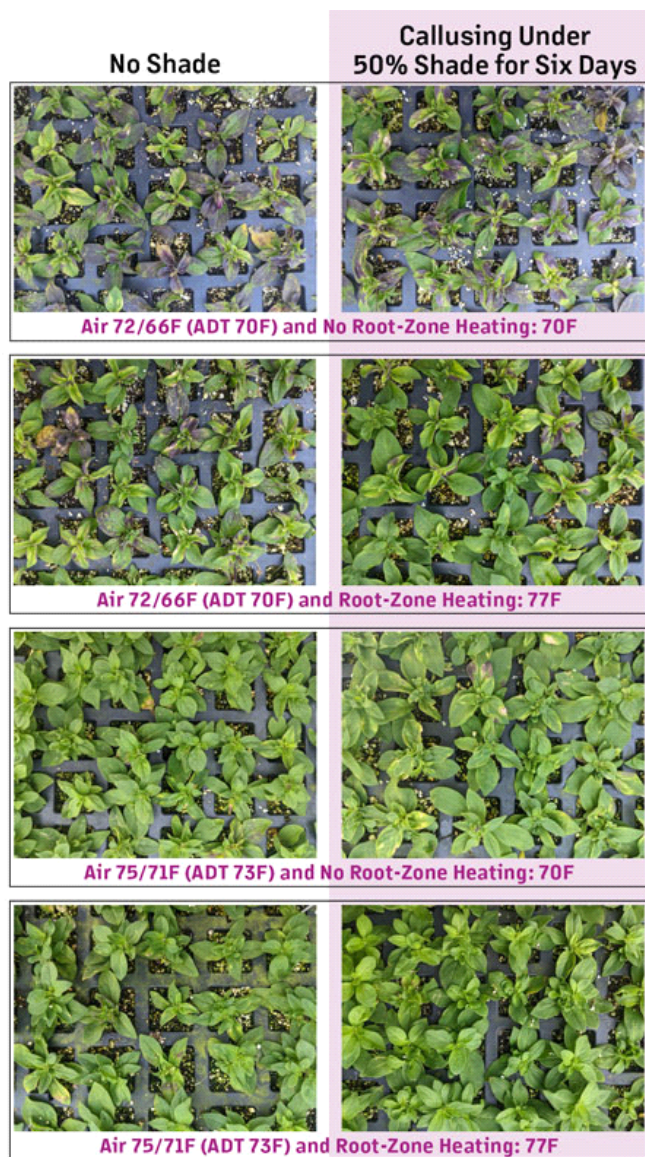 No Shade
Callusing Under
50% Shade for Six Days
Air 72/66F (ADT 70F) and No Root-Zone Heating: 70F
Air 72/66F (ADT 70F) and Root-Zone Heating: 77F
Air 75/71F (ADT 73F) and No Root-Zone Heating: 70F
Air 75/71F (ADT 73F) and Root-Zone Heating: 77F